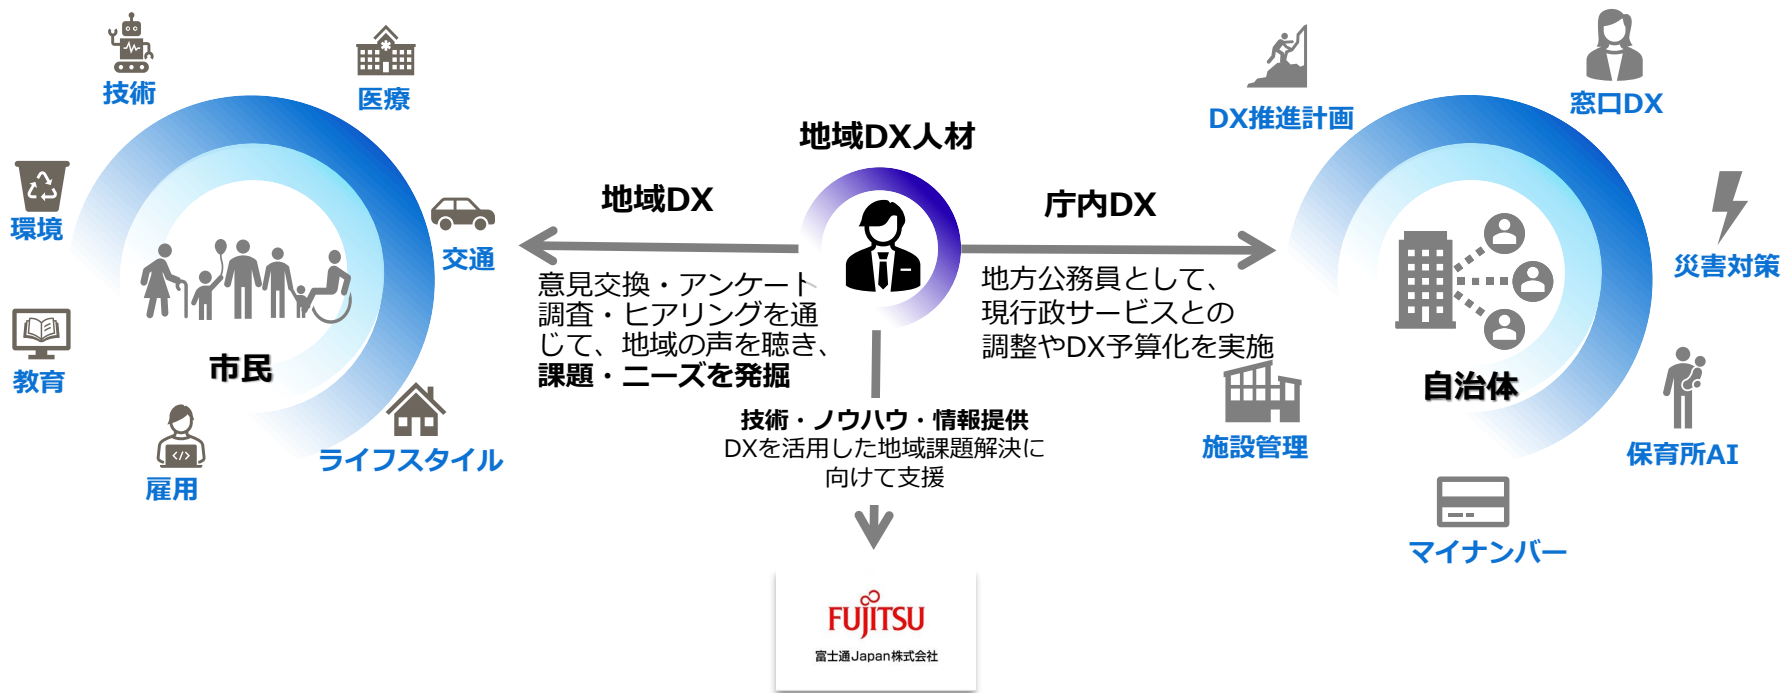 技術
医療
環境
交通
教育
市民
雇用
ライフスタイル
地域DX人材
地域DX
意見交換・アンケート
調査・ヒアリングを通
じて、地域の声を聴き、
課題・ニーズを発掘
庁内DX
地方公務員として、
現行政サービスとの
調整やDX予算化を実施
技術・ノウハウ・情報提供
DXを活用した地域課題解決に
向けて支援
FUJITSU
富士通Japan株式会社
DX推進計画
窓口DX
災害対策
自治体
施設管理
保育所AI
マイナンバー